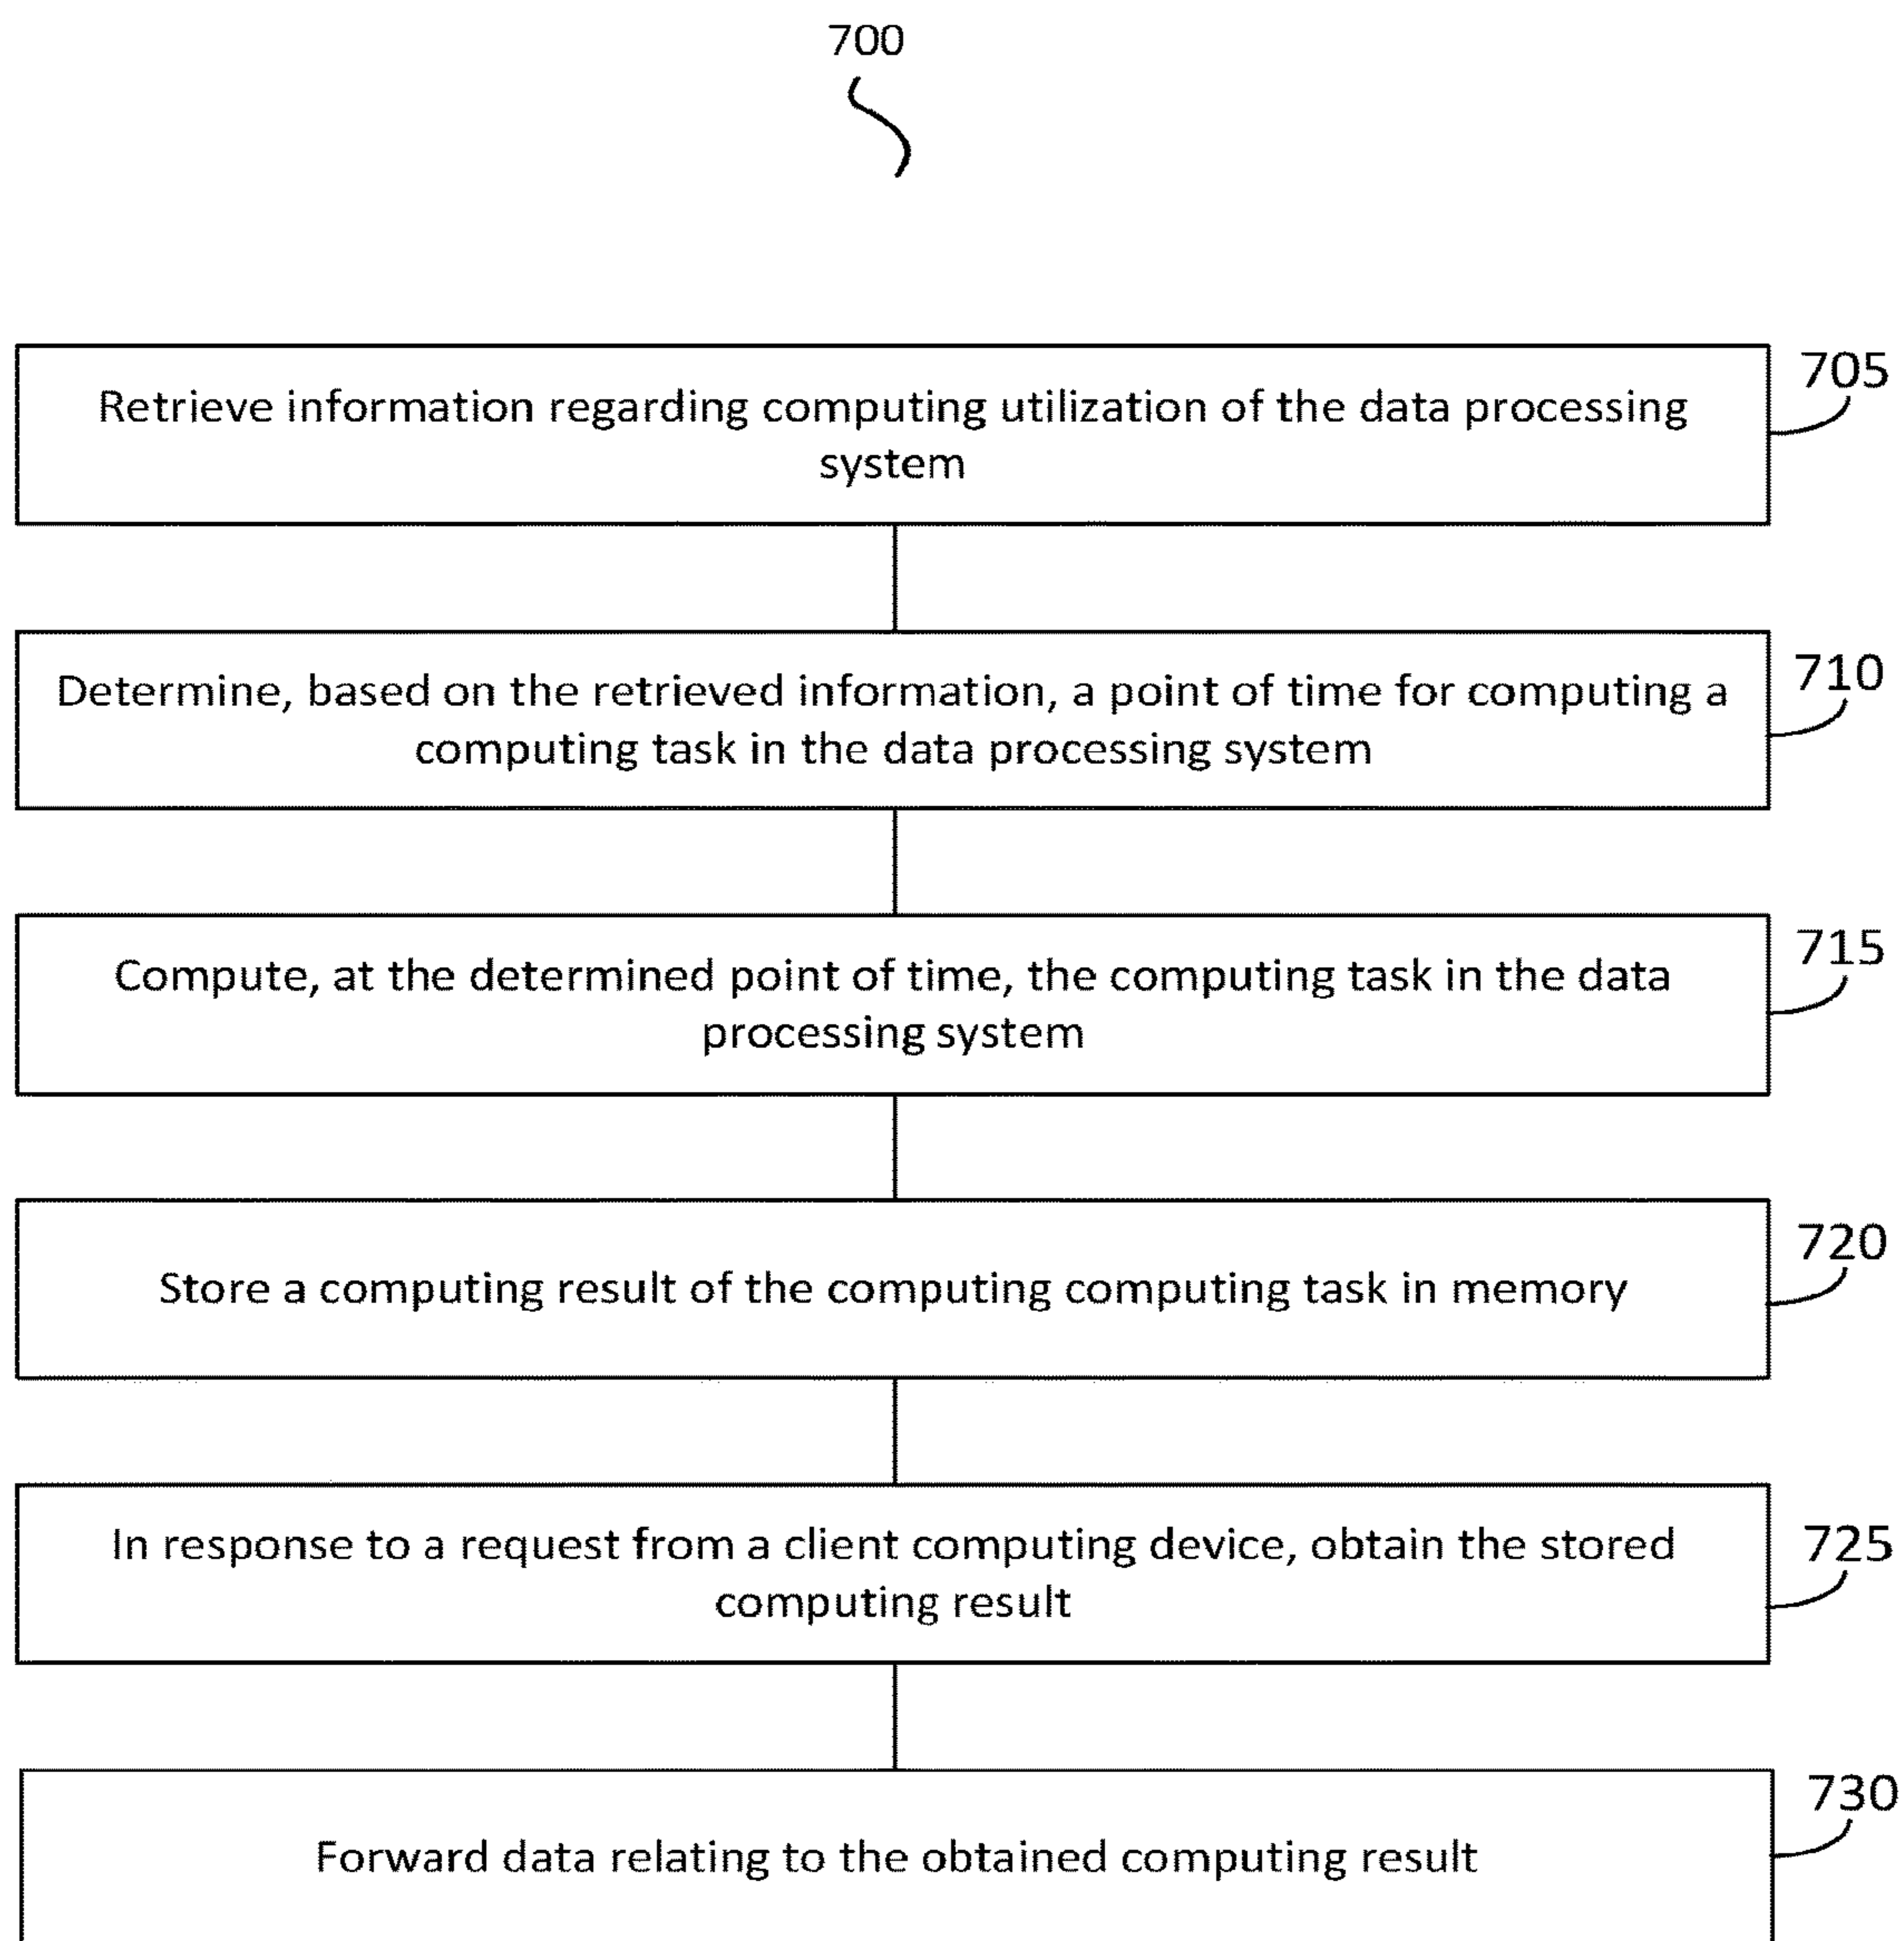 700
Retrieve information regarding computing utilization of the data processing
system
705
Determine, based on the retrieved information, a point of time for computing a
computing task in the data processing system
710
Compute, at the determined point of time, the computing task in the data
processing system
715
Store a computing result of the computing computing task in memory
720
In response to a request from a client computing device, obtain the stored
computing result
725
Forward data relating to the obtained computing result
730